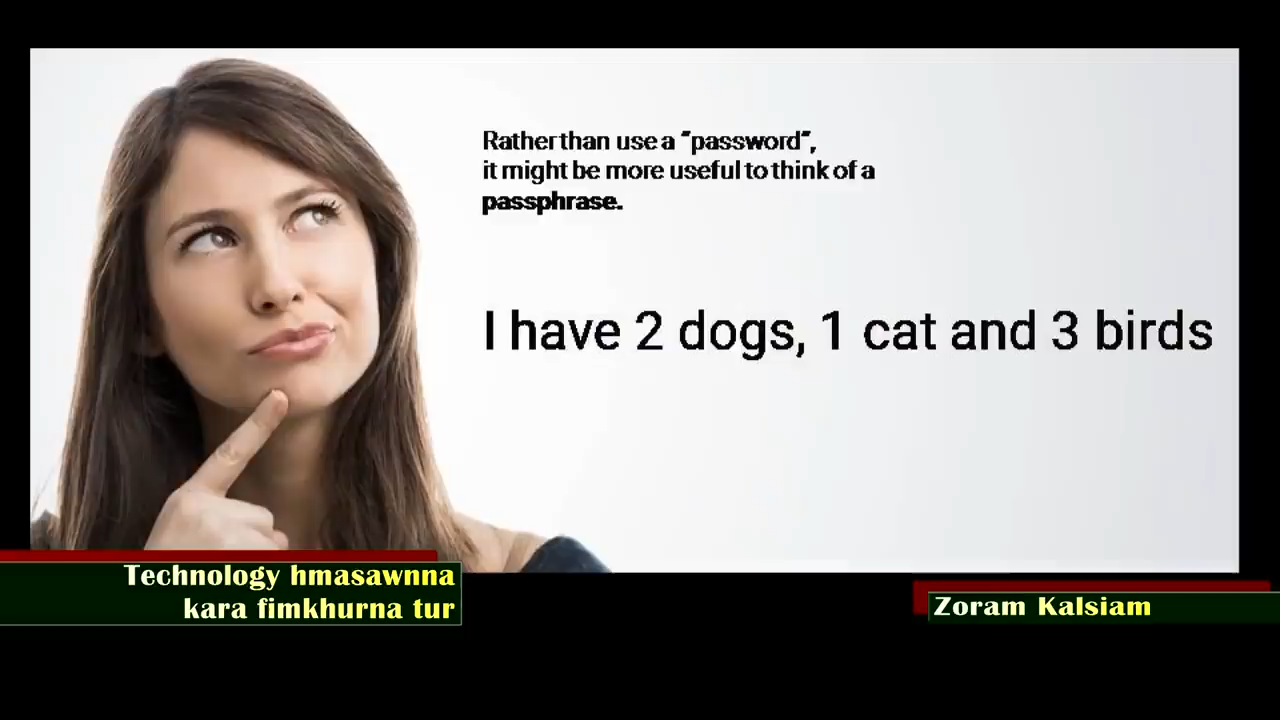 Rather than use a "password",
it might be more useful to think of a
passphrase.
I have 2 dogs, 1 cat and 3 birds
Technology hmasawnna
kara fimkhurna tur
Zoram Kalsiam